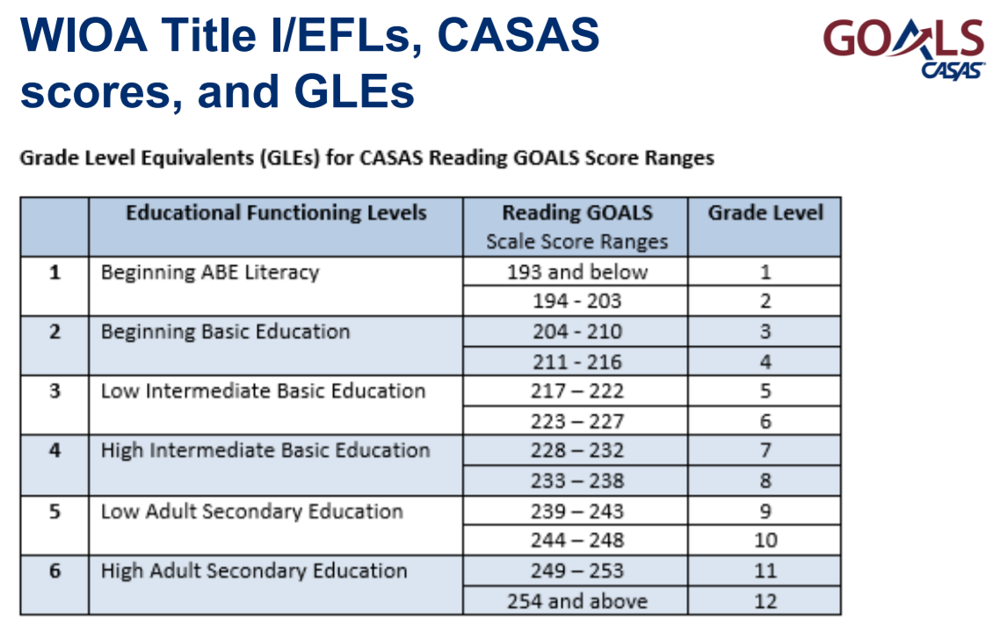 WIOA Title I/EFLs, CASAS
scores, and GLEs
GOALS
CASAS
Grade Level Equivalents (GLEs) for CASAS Reading GOALS Score Ranges
Educational Functioning Levels Reading GOALS Grade Level
Scale Score Ranges
1 Beginning ABE Literacy 193 and below 1
194 - 203 2
2 Beginning Basic Education 204 - 210 3
211 - 216 4
3 Low Intermediate Basic Education 217 – 222 5
223 – 227 6
4 High Intermediate Basic Education 228 – 232 7
233 – 238 8
5 Low Adult Secondary Education 239 – 243 9
244 – 248 10
6 High Adult Secondary Education 249 – 253 11
254 and above 12